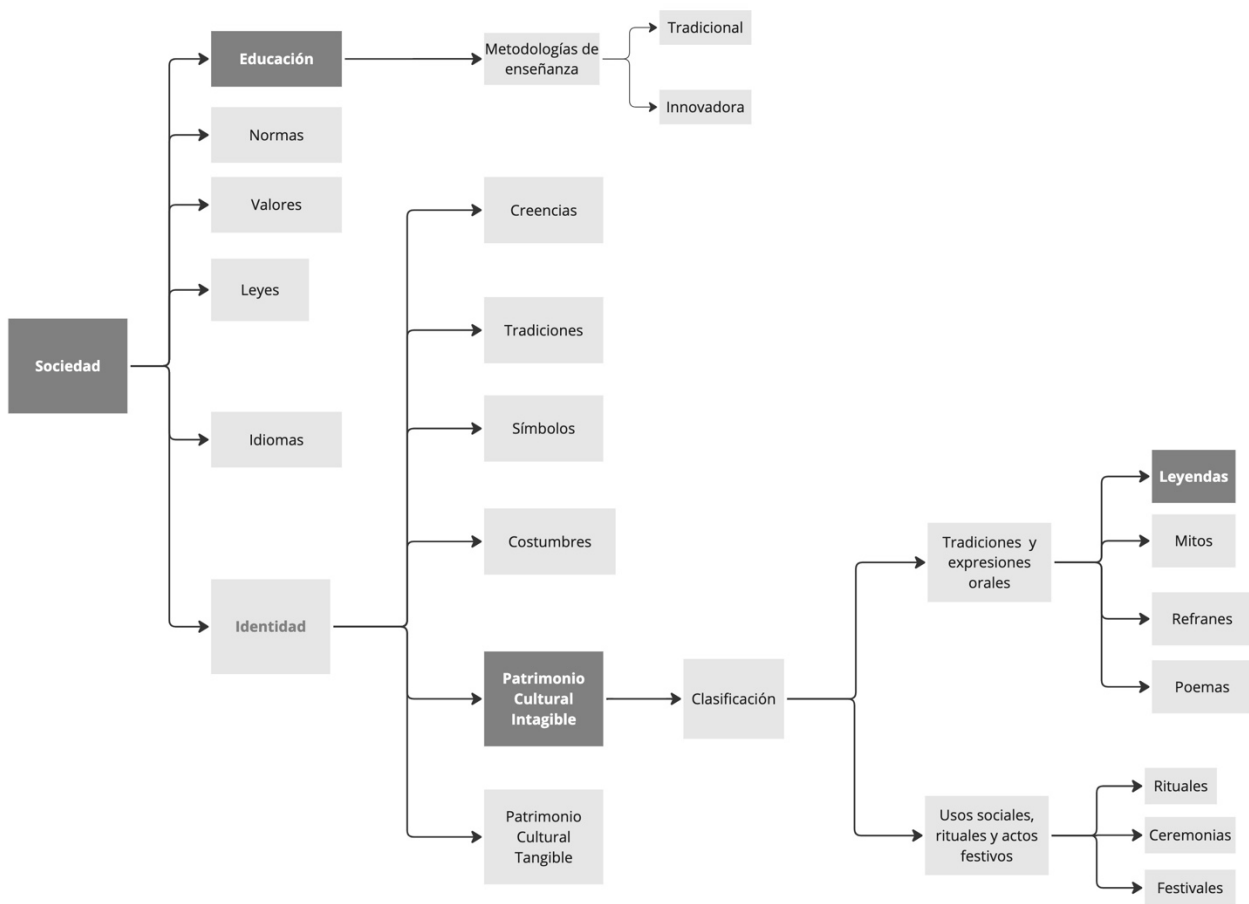 Educación
Metodologías de
enseñanza
Tradicional
Innovadora
Normas
Valores
Leyes
Sociedad
Idiomas
Identidad
Creencias
Tradiciones
Símbolos
Costumbres
Patrimonio
Cultural
Intagible
Patrimonio
Cultural
Tangible
Clasificación
Tradiciones y
expresiones
orales
Leyendas
Mitos
Refranes
Poemas
Usos sociales,
rituales y actos
festivos
Rituales
Ceremonias
Festivales